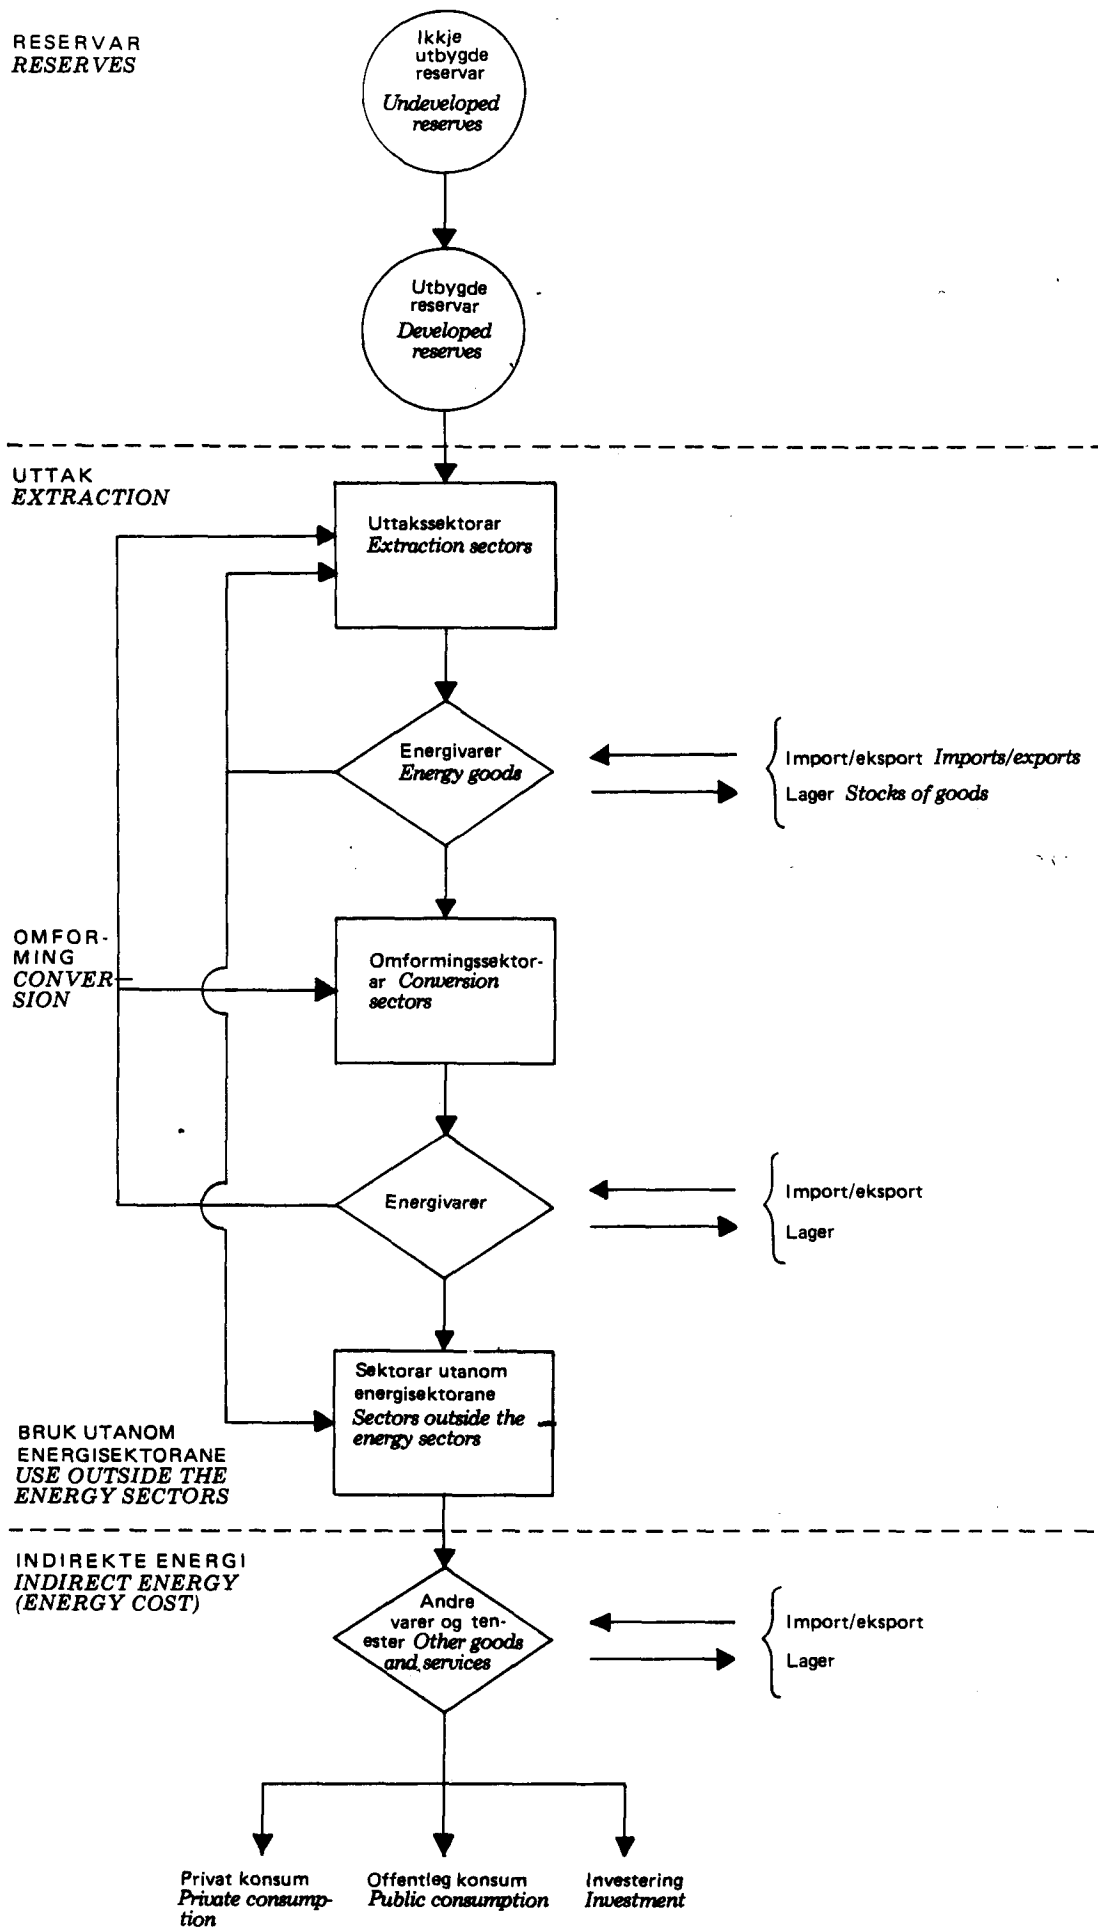 RESERVAR
RESERVES
Ikkje
utbygde
reservar
Undeveloped
reserves
Utbygde
reservar
Developed
reserves
UTTAK
EXTRACTION
Uttakssektorar
Extraction sectors
Energivarer
Energy goods
Import/eksport Imports/exports
Lager Stocks of goods
OMFOR-
MING
CONVER-
SION
Omformingssektor-
ar Conversion
sectors
Energivarer
Import/eksport
Lager
Sektorar utanom
energisektorane
Sectors outside the
energy sectors
BRUK UTANOM
ENERGISEKTORANE
USE OUTSIDE THE
ENERGY SECTORS
INDIREKTE ENERGI
INDIRECT ENERGY
(ENERGY COST)
Andre
varer og ten-
ester Other goods
and services
Import/eksport
Lager
Privat konsum
Private consump-
tion
Offentleg konsum
Public consumption
Investering
Investment